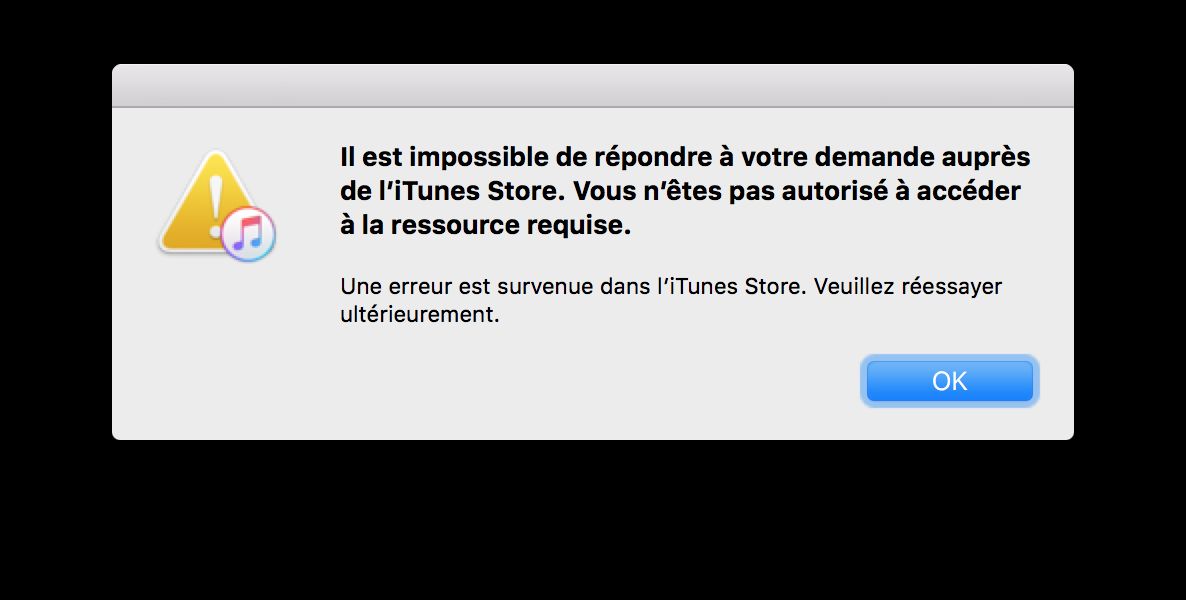 Il est impossible de répondre à votre demande auprès
de l’iTunes Store. Vous n’êtes pas autorisé à accéder
à la ressource requise.
Une erreur est survenue dans l’iTunes Store. Veuillez réessayer
ultérieurement.
OK